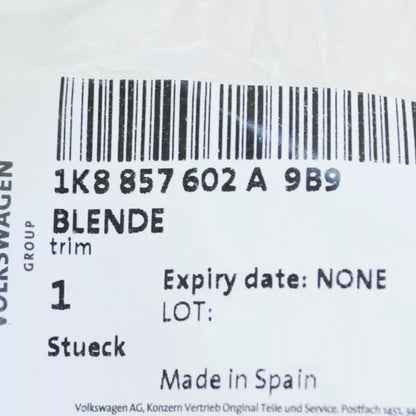 VOLKSWAGEN
GROUP
1K8 857 602 A 9B9
BLENDE
trim
1
Expiry date: NONE
LOT:
Stueck
Made in Spain
Volkswagen AG, Konzern Vertrieb Original Teile und Service, Postfach 1451, 34